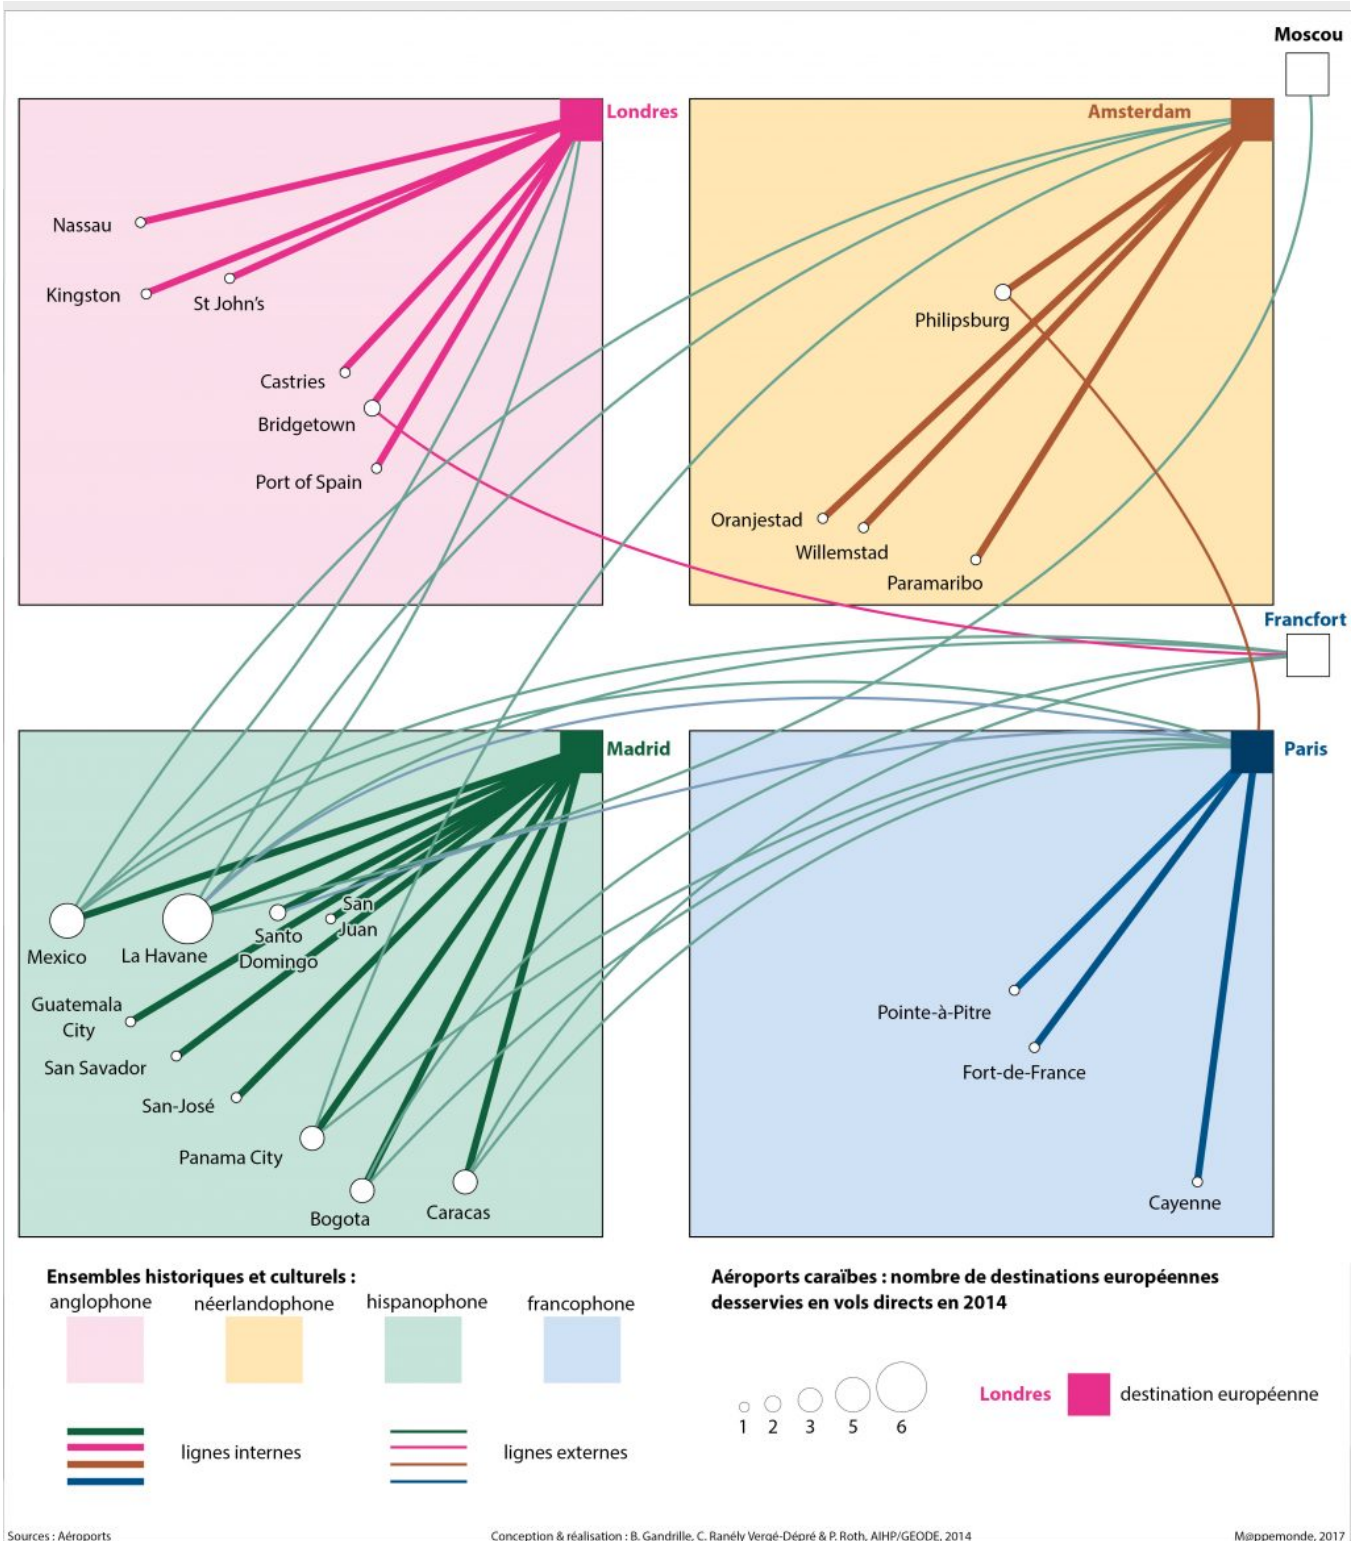 Moscou
Londres
Amsterdam
Nassau
Kingston
St John's
Philipsburg
Castries
Bridgetown
Port of Spain
Oranjestad
Willemstad
Paramaribo
Francfort
Madrid
Paris
San
Juan
Mexico
La Havane
Santo
Domingo
Guatemala
City
San Savador
San-José
Panama City
Bogota
Caracas
Pointe-à-Pitre
Fort-de-France
Cayenne
Ensembles historiques et culturels :
anglophone
néerlandophone
hispanophone
francophone
lignes internes
lignes externes
Aéroports caraïbes : nombre de destinations européennes
desservies en vols directs en 2014
1 2 3 5 6
Londres
destination européenne
Sources : Aéroports
Conception & réalisation : B. Gandrille, C. Ranély Vergé-Dépré & P. Roth, AIHP/GEODE, 2014
M@ppemonde, 2017